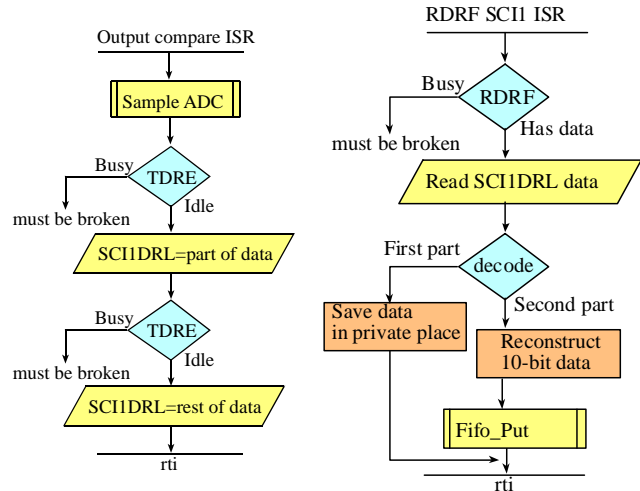 Output compare ISR
Sample ADC
Busy
TDRE
Idle
must be broken
SCI1DRL=part of data
Busy
TDRE
Idle
must be broken
SCI1DRL=rest of data
rti
RDRF SCI1 ISR
Busy
RDRF
Has data
must be broken
Read SCI1DRL data
First part
decode
Second part
Save data
in private place
Reconstruct
10-bit data
Fifo_Put
rti